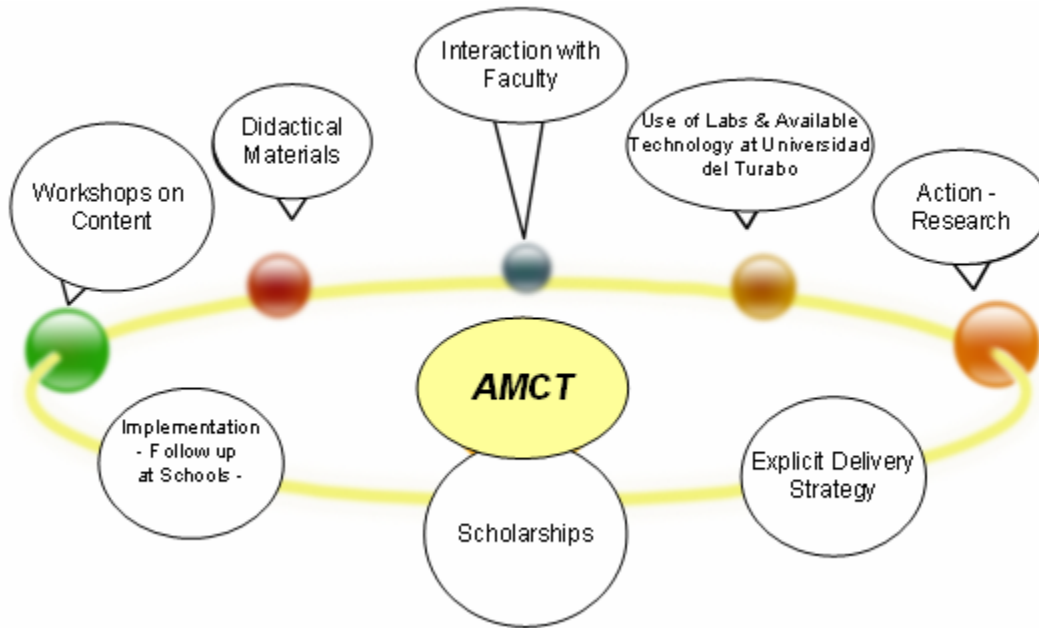 Interaction with
Faculty
Didactical
Materials
Use of Labs & Available
Technology at Universidad
del Turabo
Workshops on
Content
Action -
Research
AMCT
Implementation
- Follow up
at Schools -
Explicit Delivery
Strategy
Scholarships